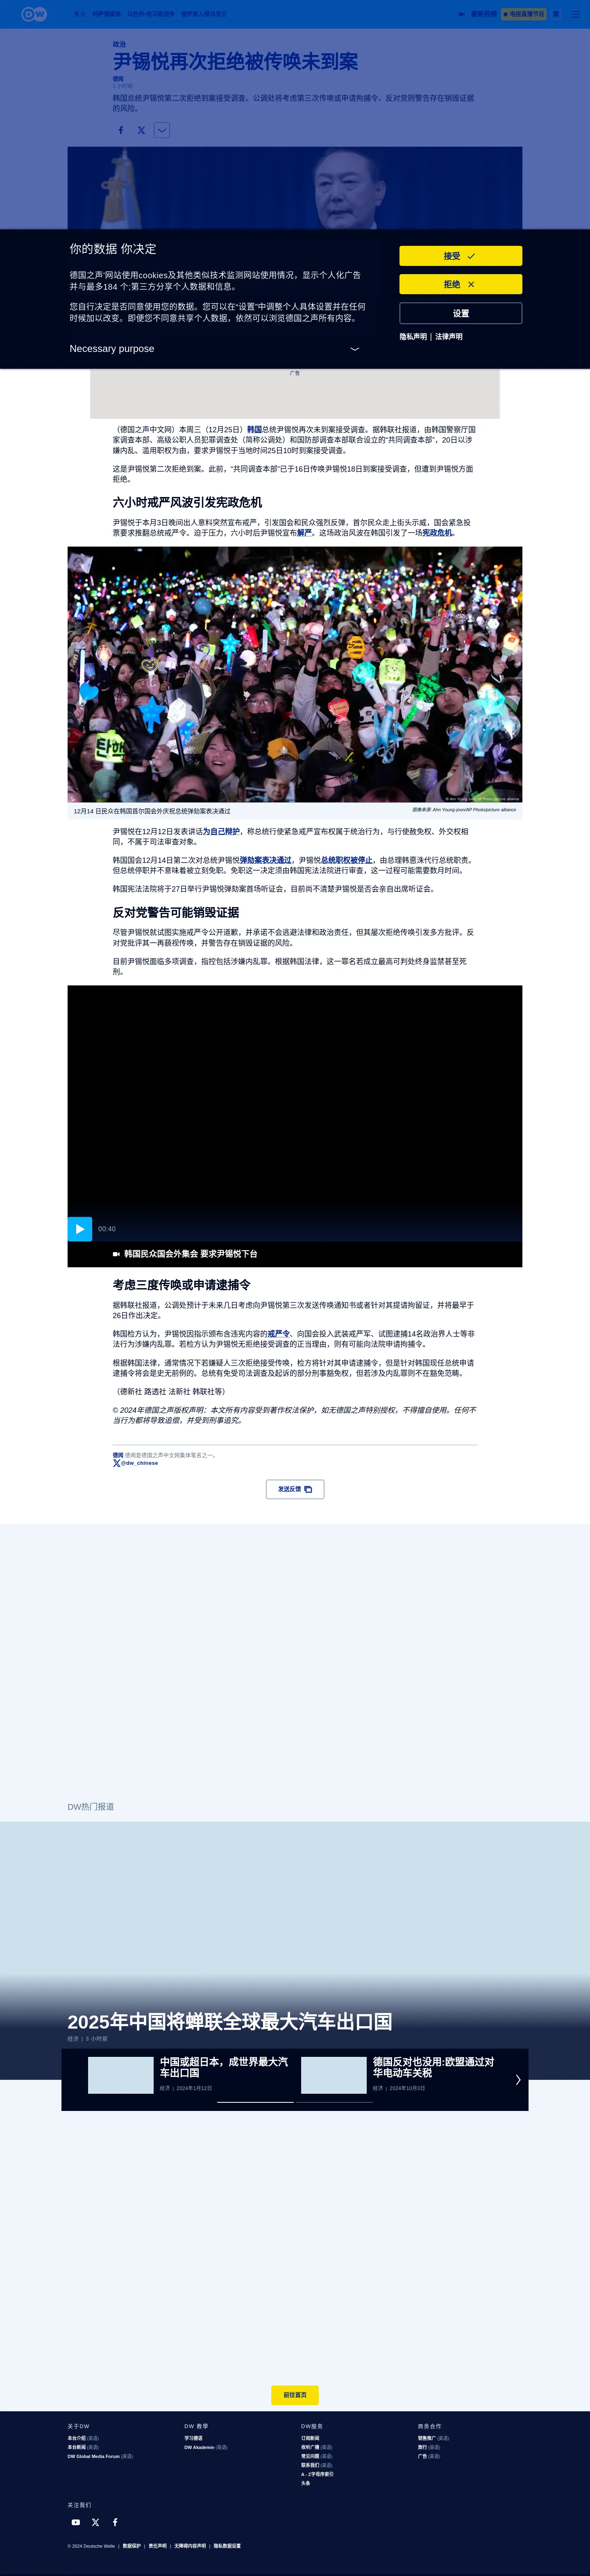 DW
最新视频
电视直播节目
政治
尹锡悦再次拒绝被传唤未到案
德闻
韩国总统尹锡悦第二次拒绝到案接受调查。公调处将考虑第三次传唤或申请拘捕令。反对党则警告存在销毁证据
的风险。
你的数据 你决定
德国之声网站使用cookies及其他类似技术监测网站使用情况，显示个人化广告
并与最多184 个;第三方分享个人数据和信息。
您自行决定是否同意使用您的数据。您可以在“设置”中调整个人具体设置并在任何
时候加以改变。即便您不同意共享个人数据，依然可以浏览德国之声所有内容。
Necessary purpose
接受
拒绝
设置
隐私声明 | 法律声明
广告
（德国之声中文网）本周三（12月25日）韩国总统尹锡悦再次未到案接受调查。据韩联社报道，由韩国警察厅国
家调查本部、高级公职人员犯罪调查处（简称公调处）和国防部调查本部联合设立的“共同调查本部”，20日以涉
嫌内乱、滥用职权为由，要求尹锡悦于当地时间25日10时到案接受调查。
这是尹锡悦第二次拒绝到案。此前，“共同调查本部”已于16日传唤尹锡悦18日到案接受调查，但遭到尹锡悦方面
拒绝。
六小时戒严风波引发宪政危机
尹锡悦于本月3日晚间出人意料突然宣布戒严，引发国会和民众强烈反弹，首尔民众走上街头示威，国会紧急投
票要求推翻总统戒严令。迫于压力，六小时后尹锡悦宣布解严。这场政治风波在韩国引发了一场宪政危机。
탄핵
© Ahn Young-joon/AP Photo/picture alliance
12月14 日民众在韩国首尔国会外庆祝总统弹劾案表决通过
图像来源: Ahn Young-joon/AP Photo/picture alliance
尹锡悦在12月12日发表讲话为自己辩护，称总统行使紧急戒严宣布权属于统治行为，与行使赦免权、外交权相
同，不属于司法审查对象。
韩国国会12月14日第二次对总统尹锡悦弹劾案表决通过，尹锡悦总统职权被停止，由总理韩悳洙代行总统职责。
但总统停职并不意味着被立刻免职。免职这一决定须由韩国宪法法院进行审查，这一过程可能需要数月时间。
韩国宪法法院将于27日举行尹锡悦弹劾案首场听证会，目前尚不清楚尹锡悦是否会亲自出席听证会。
反对党警告可能销毁证据
尽管尹锡悦就试图实施戒严令公开道歉，并承诺不会逃避法律和政治责任，但其屡次拒绝传唤引发多方批评。反
对党批评其一再藐视传唤，并警告存在销毁证据的风险。
目前尹锡悦面临多项调查，指控包括涉嫌内乱罪。根据韩国法律，这一罪名若成立最高可判处终身监禁甚至死
刑。
00:40
韩国民众国会外集会 要求尹锡悦下台
考虑三度传唤或申请逮捕令
据韩联社报道，公调处预计于未来几日考虑向尹锡悦第三次发送传唤通知书或者针对其提请拘留证，并将最早于
26日作出决定。
韩国检方认为，尹锡悦因指示颁布含违宪内容的戒严令、向国会投入武装戒严军、试图逮捕14名政治界人士等非
法行为涉嫌内乱罪。若检方认为尹锡悦无拒绝接受调查的正当理由，则有可能向法院申请拘捕令。
根据韩国法律，通常情况下若嫌疑人三次拒绝接受传唤，检方将针对其申请逮捕令，但是针对韩国现任总统申请
逮捕令将会是史无前例的。总统有免受司法调查及起诉的部分刑事豁免权，但若涉及内乱罪则不在豁免范畴。
（德新社 路透社 法新社 韩联社等）
© 2024年德国之声版权声明：本文所有内容受到著作权法保护，如无德国之声特别授权，不得擅自使用。任何不
当行为都将导致追偿，并受到刑事追究。
德闻 德闻是德国之声中文网集体笔名之一。
@dw_chinese
发送反馈
DW热门报道
2025年中国将蝉联全球最大汽车出口国
经济 | 3 小时前
中国或超日本，成世界最大汽
车出口国
经济 | 2024年1月12日
德国反对也没用:欧盟通过对
华电动车关税
经济 | 2024年10月3日
前往首页
关于DW
本台介绍 (英语)
本台新闻 (英语)
DW Global Media Forum (英语)
DW 教学
学习德语
DW Akademie (英语)
DW服务
订阅新闻
收听广播 (英语)
常见问题 (英语)
联系我们 (英语)
A - Z字母序索引
头条
商务合作
销售推广 (英语)
旅行 (英语)
广告 (英语)
关注我们
© 2024 Deutsche Welle | 数据保护 | 责任声明 | 无障碍内容声明 | 隐私数据设置